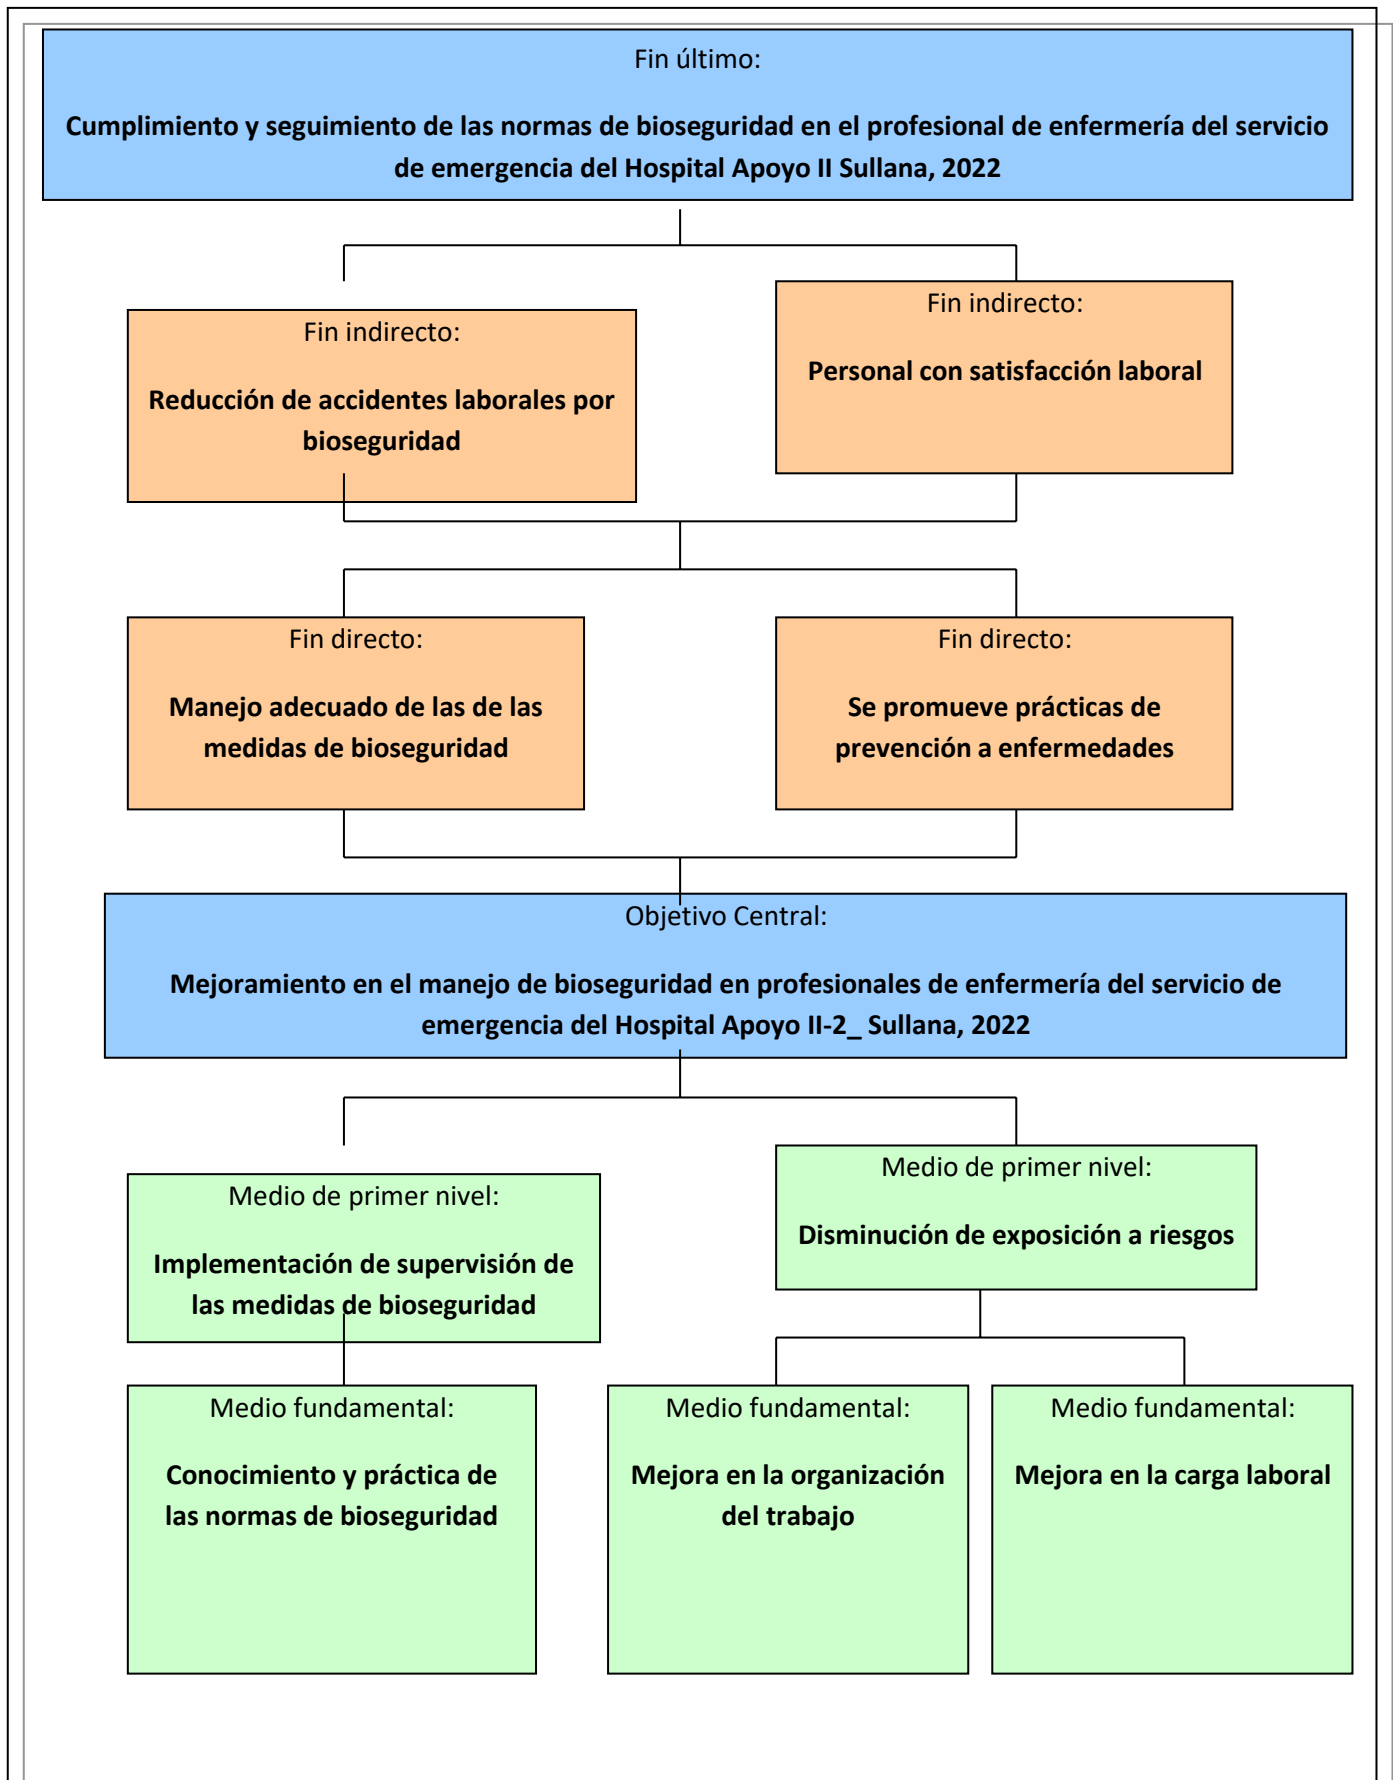 Fin último:
Cumplimiento y seguimiento de las normas de bioseguridad en el profesional de enfermería del servicio
de emergencia del Hospital Apoyo II Sullana, 2022
Fin indirecto:
Reducción de accidentes laborales por
bioseguridad
Fin indirecto:
Personal con satisfacción laboral
Fin directo:
Manejo adecuado de las de las
medidas de bioseguridad
Fin directo:
Se promueve prácticas de
prevención a enfermedades
Objetivo Central:
Mejoramiento en el manejo de bioseguridad en profesionales de enfermería del servicio de
emergencia del Hospital Apoyo II-2_ Sullana, 2022
Medio de primer nivel:
Implementación de supervisión de
las medidas de bioseguridad
Medio de primer nivel:
Disminución de exposición a riesgos
Medio fundamental:
Conocimiento y práctica de
las normas de bioseguridad
Medio fundamental:
Mejora en la organización
del trabajo
Medio fundamental:
Mejora en la carga laboral